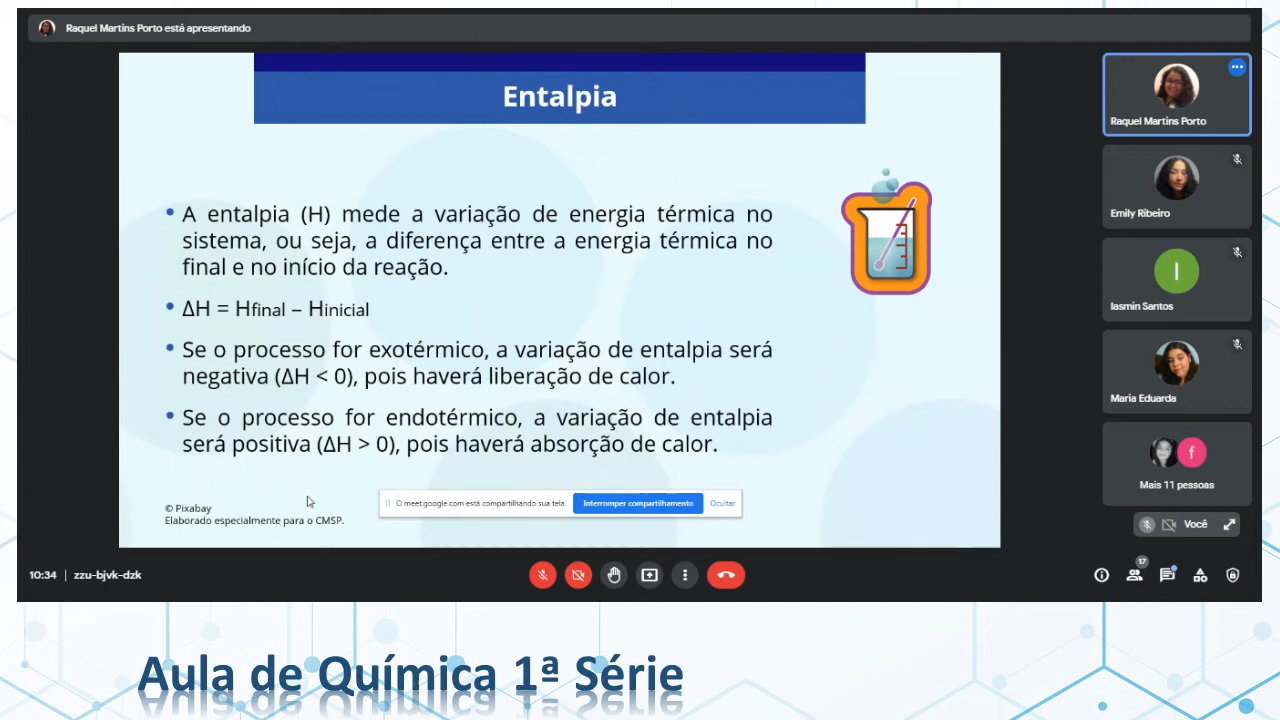 Raquel Martins Porto está apresentando
Entalpia
• A entalpia (H) mede a variação de energia térmica no
sistema, ou seja, a diferença entre a energia térmica no
final e no início da reação.
• ΔH = Hfinal – Hinicial
• Se o processo for exotérmico, a variação de entalpia será
negativa (ΔH < 0), pois haverá liberação de calor.
• Se o processo for endotérmico, a variação de entalpia
será positiva (ΔH > 0), pois haverá absorção de calor.
© Pixabay
Elaborado especialmente para o CMSP.
O meet.google.com está compartilhando sua tela. Interromper compartilhamento Ocultar
Raquel Martins Porto
Emily Ribeiro
I
Iasmin Santos
Maria Eduarda
f
Mais 11 pessoas
Você
10:34 | zzu-bjvk-dzk
17
Aula de Química 1ª Série